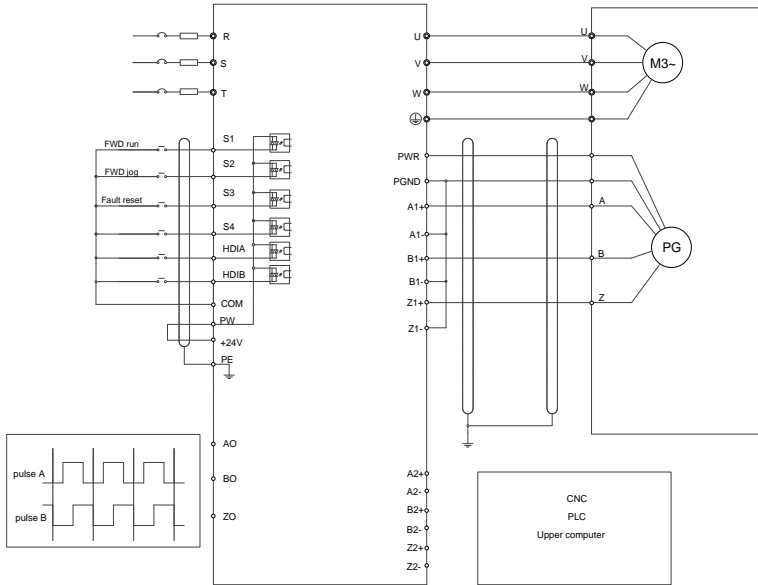 R
S
T
FWD run
FWD jog
Fault reset
S1
S2
S3
S4
HDIA
HDIB
COM
PW
+24V
PE
AO
BO
ZO
pulse A
pulse B
U
V
W
PWR
PGND
A1+
A1-
B1+
B1-
Z1+
Z1-
A2+
A2-
B2+
B2-
Z2+
Z2-
U
V
W
M3~
A
B
Z
PG
CNC
PLC
Upper computer